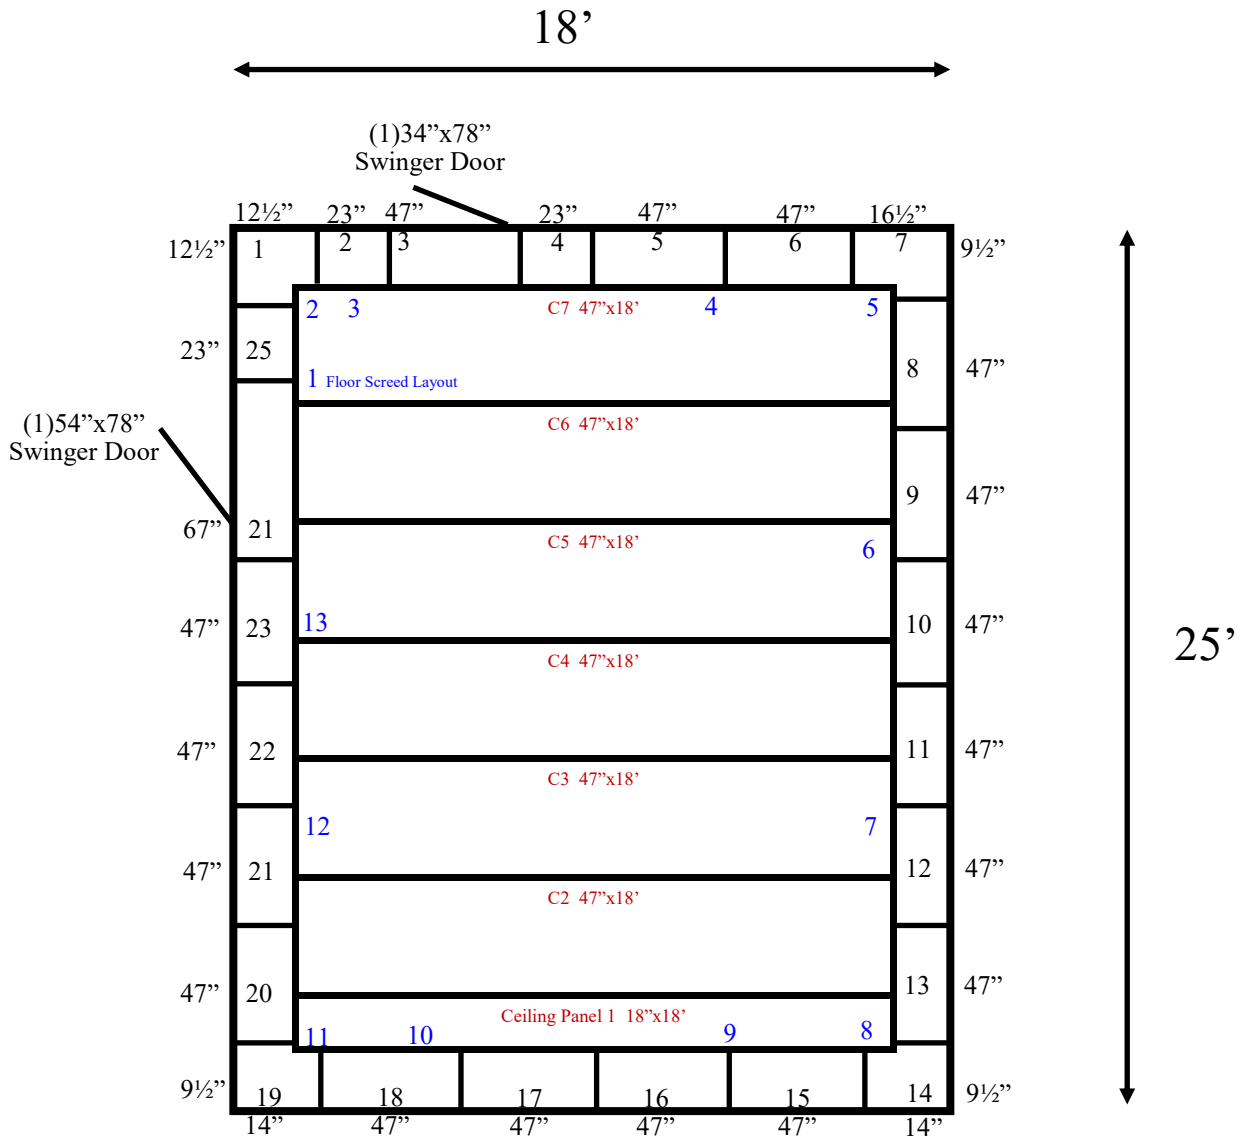 18’
(1)34”x78”
Swinger Door
12½” 23” 47” 23” 47” 47” 16½”
12½” 1 2 3 4 5 6 7 9½”
2 3 C7 47”x18’ 4 5
23” 25
8 47”
1 Floor Screed Layout
(1)54”x78”
Swinger Door
C6 47”x18’
9 47”
67” 21
C5 47”x18’ 6
47” 23 13 10 47”
25’
C4 47”x18’
47” 22 11 47”
C3 47”x18’
12 7
47” 21 12 47”
C2 47”x18’
47” 20 13 47”
Ceiling Panel 1 18”x18’
11 10 9 8
9½” 19 18 17 16 15 14 9½”
14” 47” 47” 47” 47” 14”